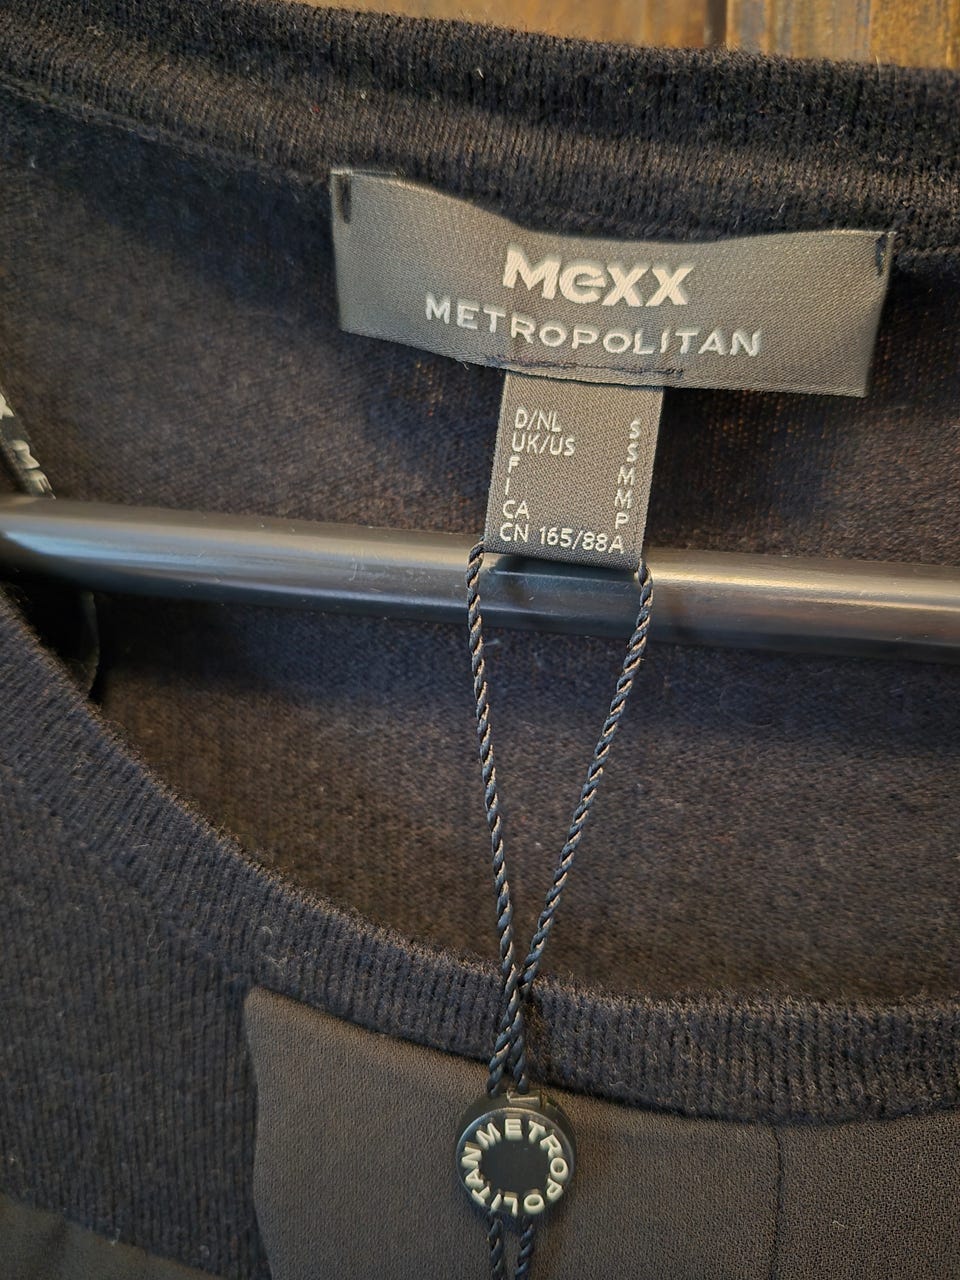 Mexx
METROPOLITAN
D/NL S
UK/US S
F M
I M
CA P
CN 165/88A
METROPOLITAN